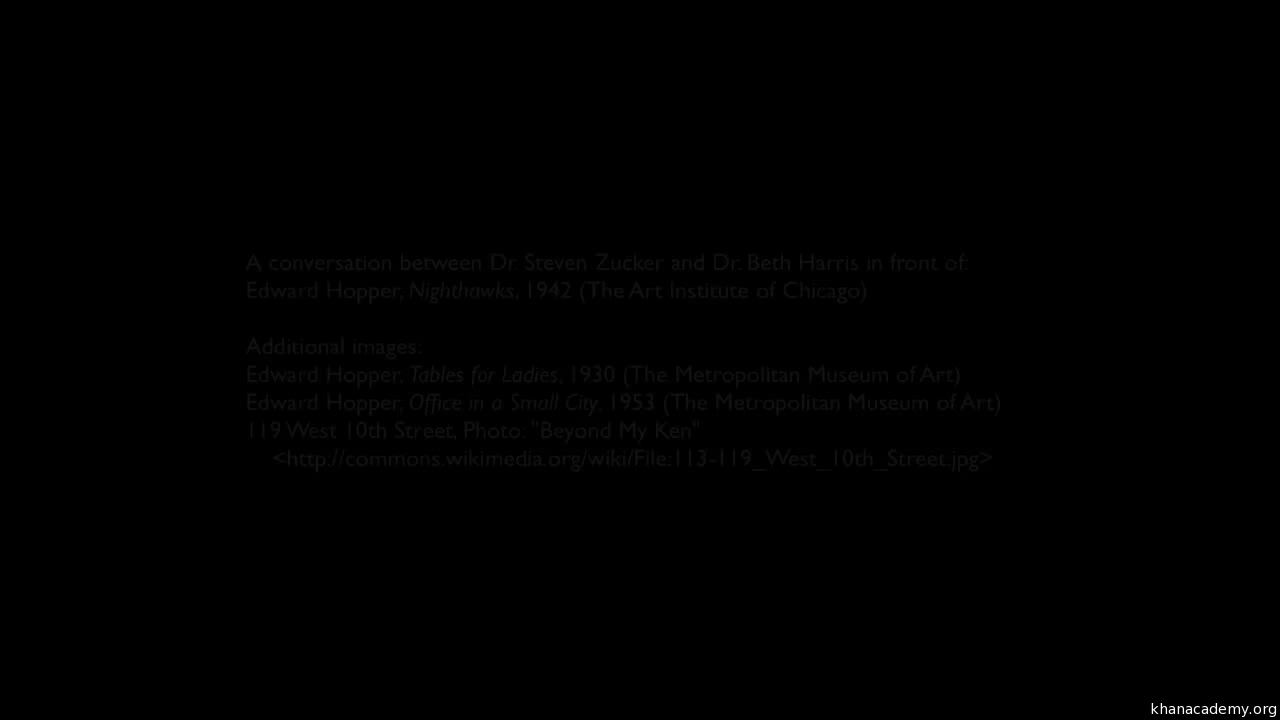 A conversation between Dr. Steven Zucker and Dr. Beth Harris in front of:
Edward Hopper, Nighthawks, 1942 (The Art Institute of Chicago)
Additional images:
Edward Hopper, Tables for Ladies, 1930 (The Metropolitan Museum of Art)
Edward Hopper, Office in a Small City, 1953 (The Metropolitan Museum of Art)
119 West 10th Street, Photo: "Beyond My Ken"
<http://commons.wikimedia.org/wiki/File:113-119_West_10th_Street.jpg>
khanacademy.org